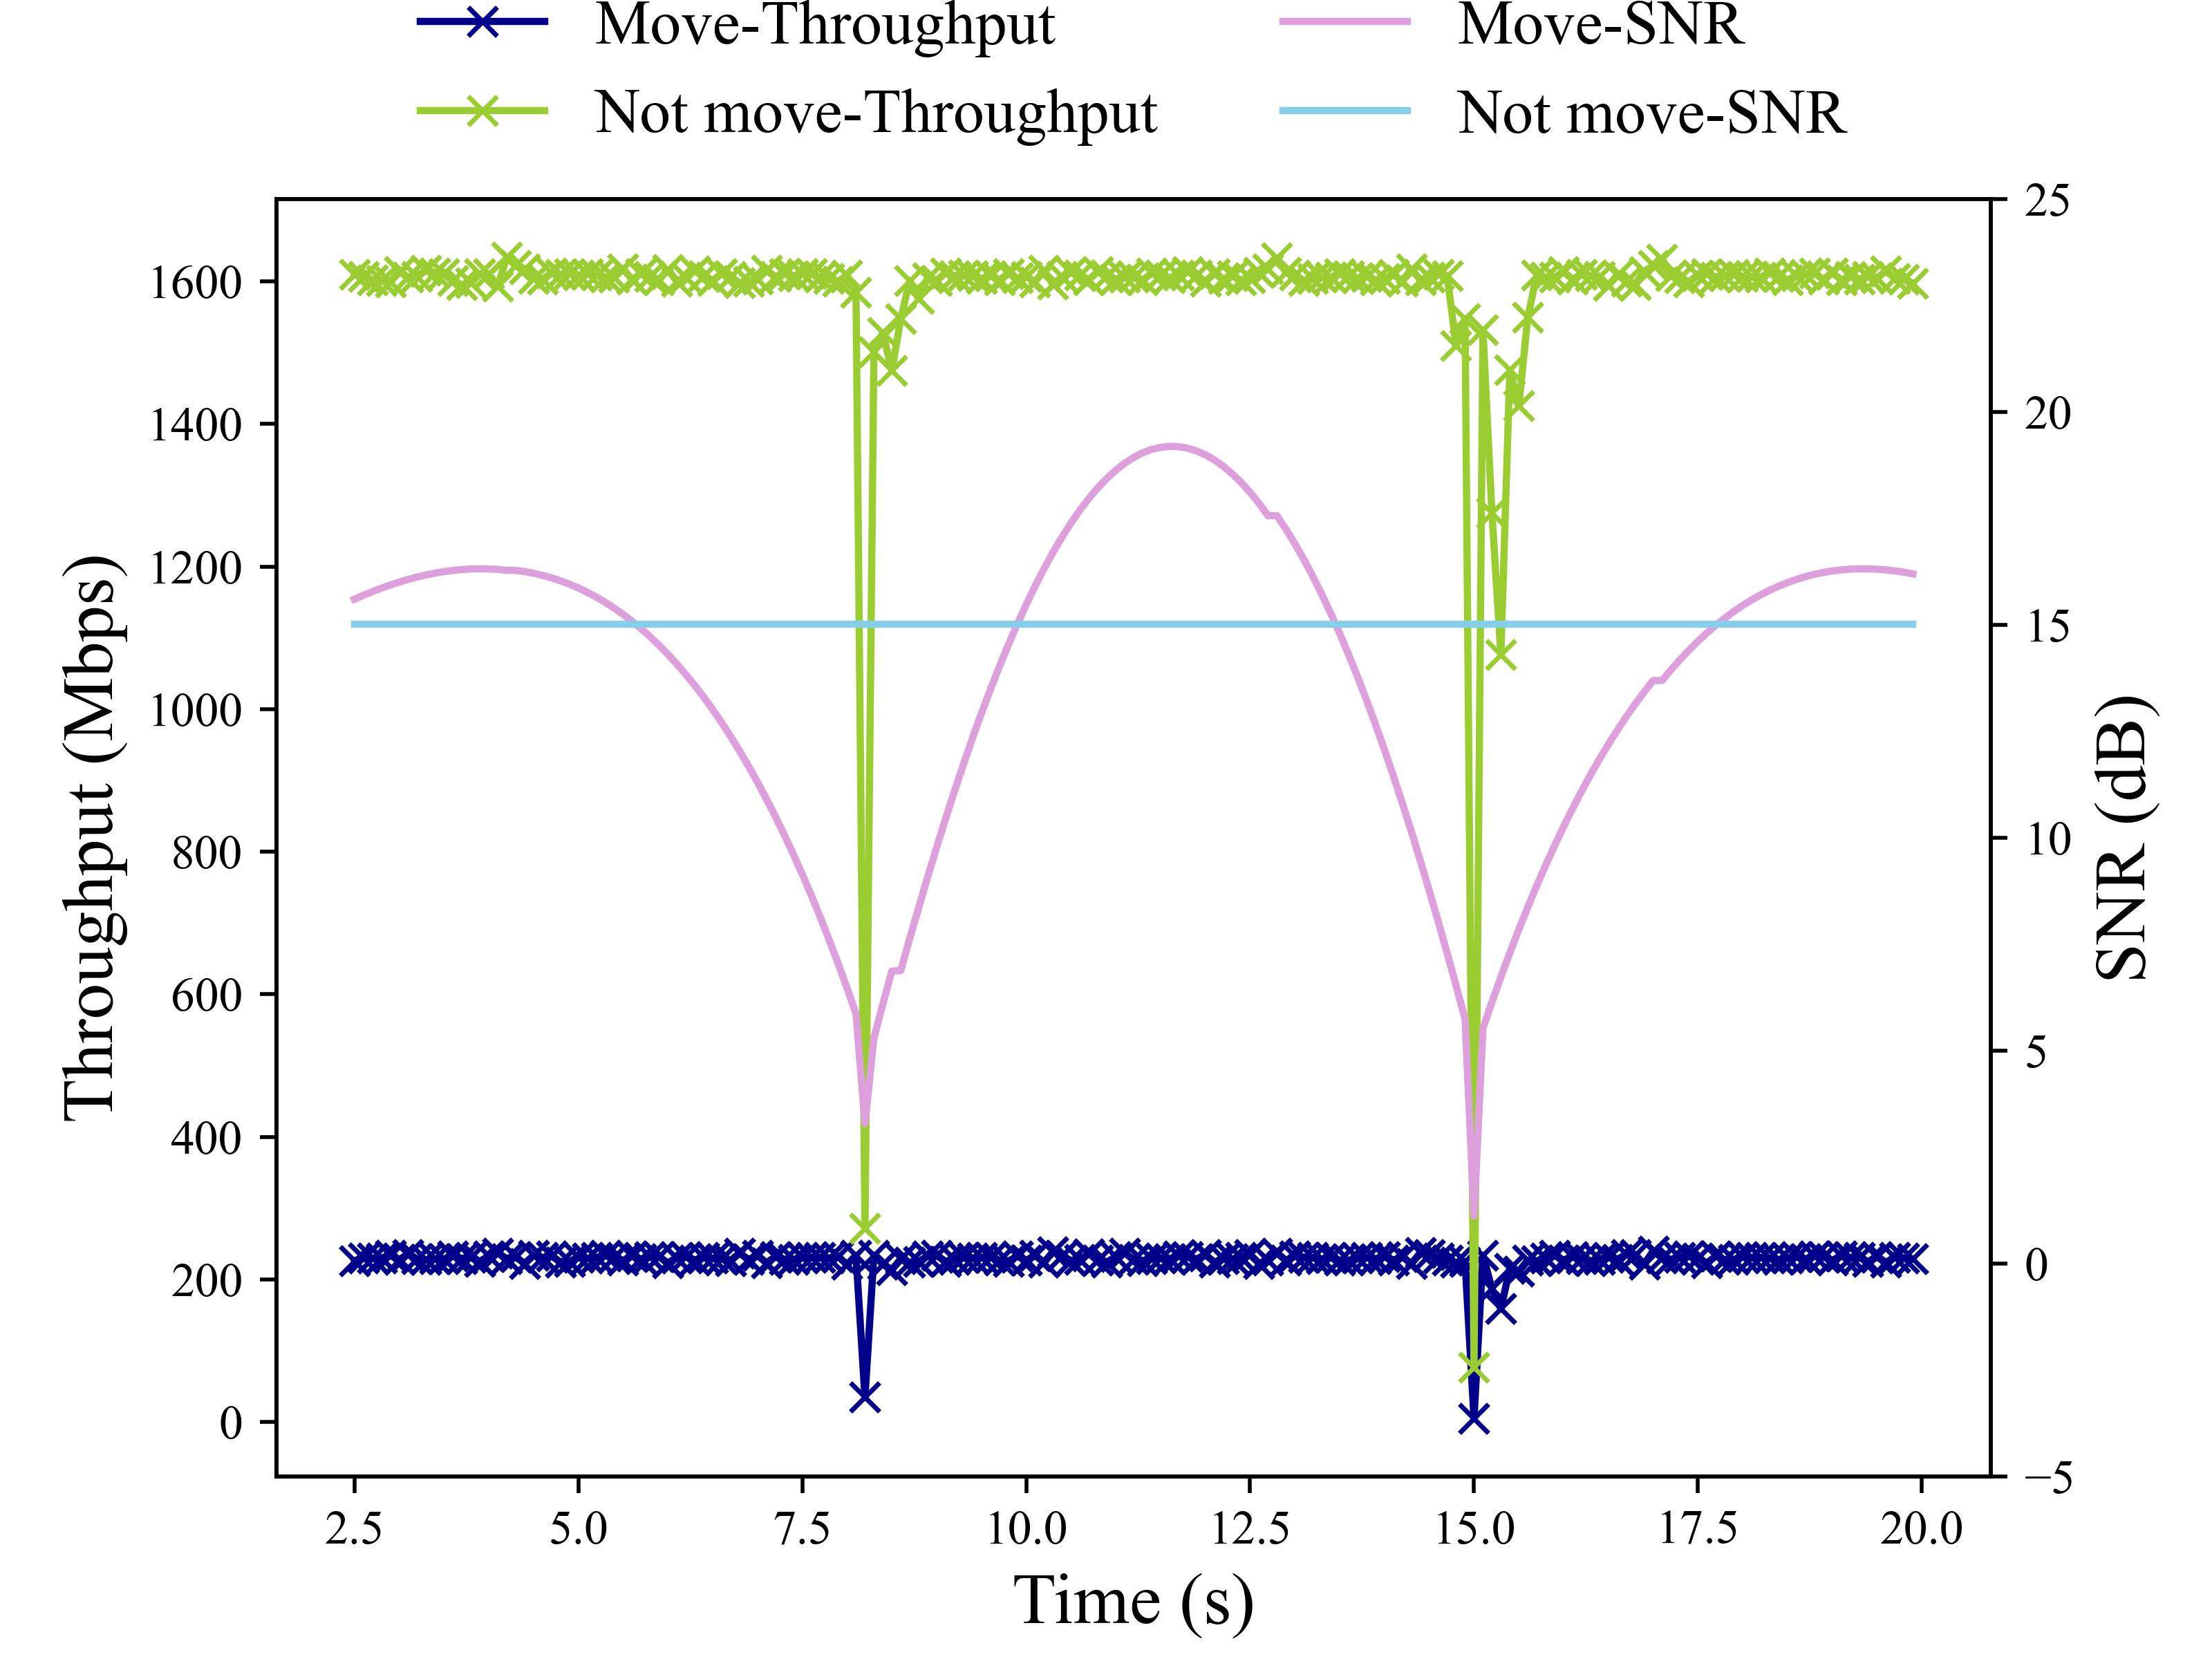 Move-Throughput
Move-SNR
Not move-Throughput
Not move-SNR
Throughput (Mbps)
1600
1400
1200
1000
800
600
400
200
0
25
20
15
10
5
0
−5
SNR (dB)
2.5 5.0 7.5 10.0 12.5 15.0 17.5 20.0
Time (s)